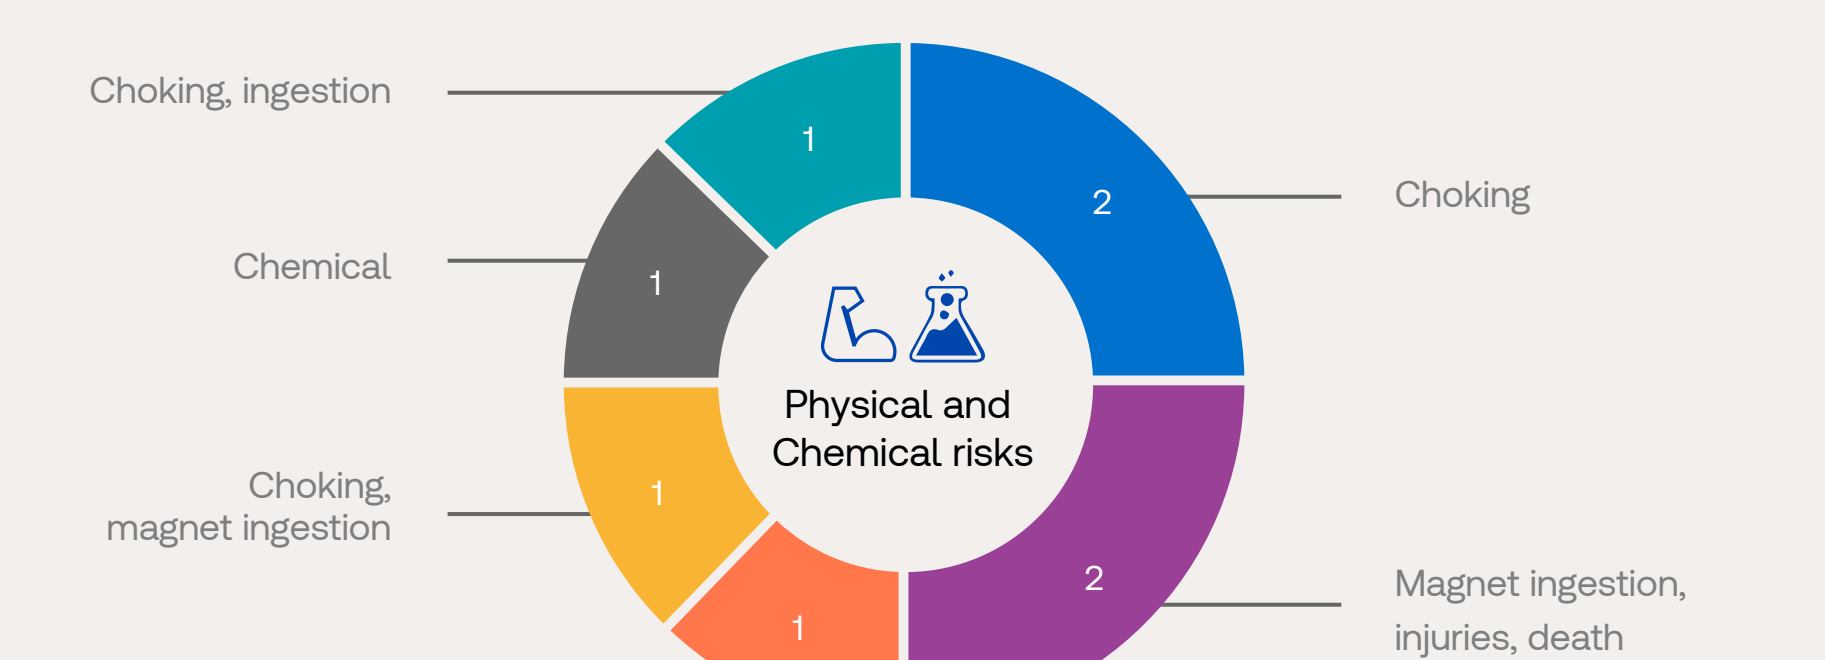 Choking, ingestion
1
2
Choking
Chemical
1
Physical and
Chemical risks
Choking,
magnet ingestion
1
2
Magnet ingestion,
injuries, death
1